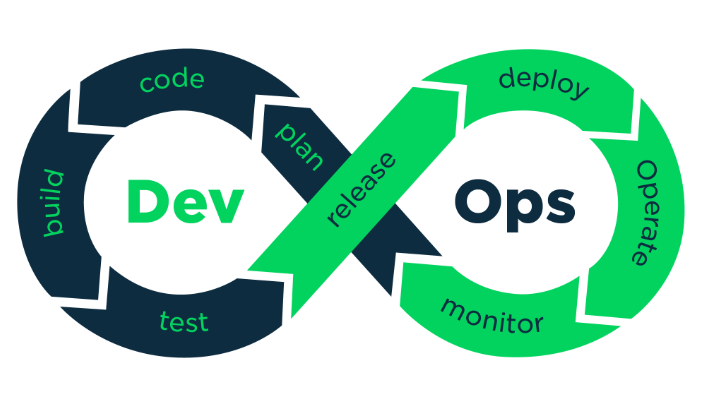 plan
code
build
test
release
deploy
Operate
monitor
Dev
Ops